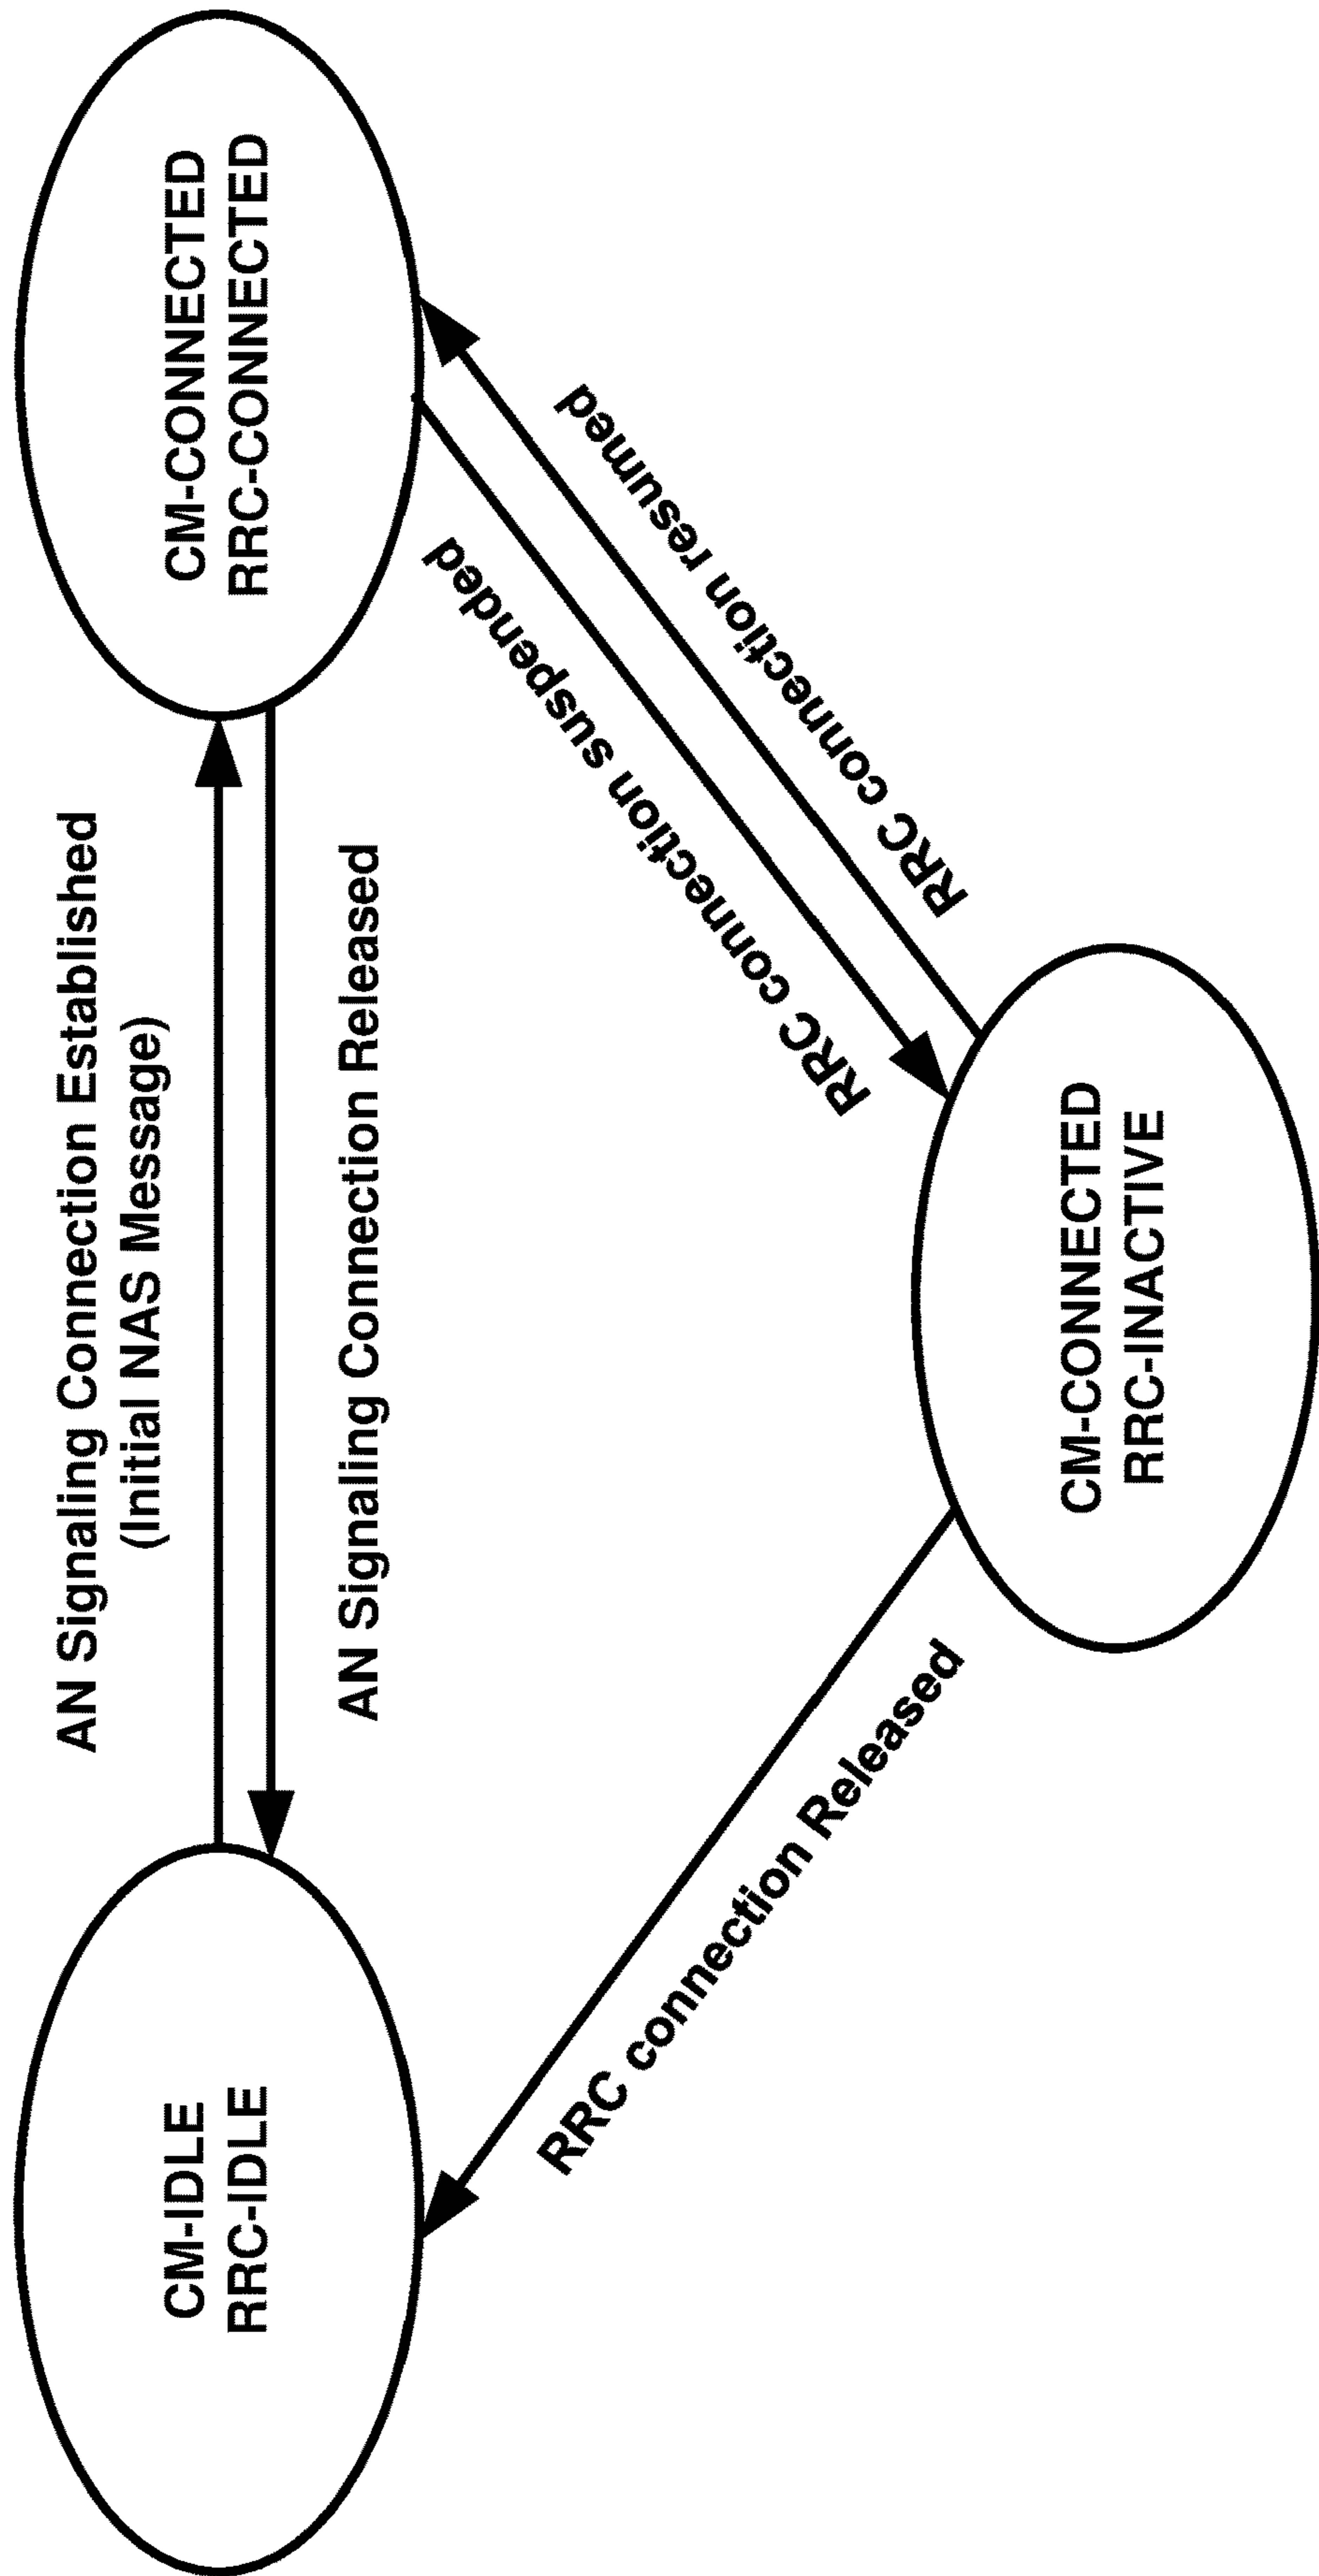 CM-IDLE
RRC-IDLE
AN Signaling Connection Established
(Initial NAS Message)
AN Signaling Connection Released
CM-CONNECTED
RRC-CONNECTED
RRC connection Released
RRC connection suspended
RRC connection resumed
CM-CONNECTED
RRC-INACTIVE